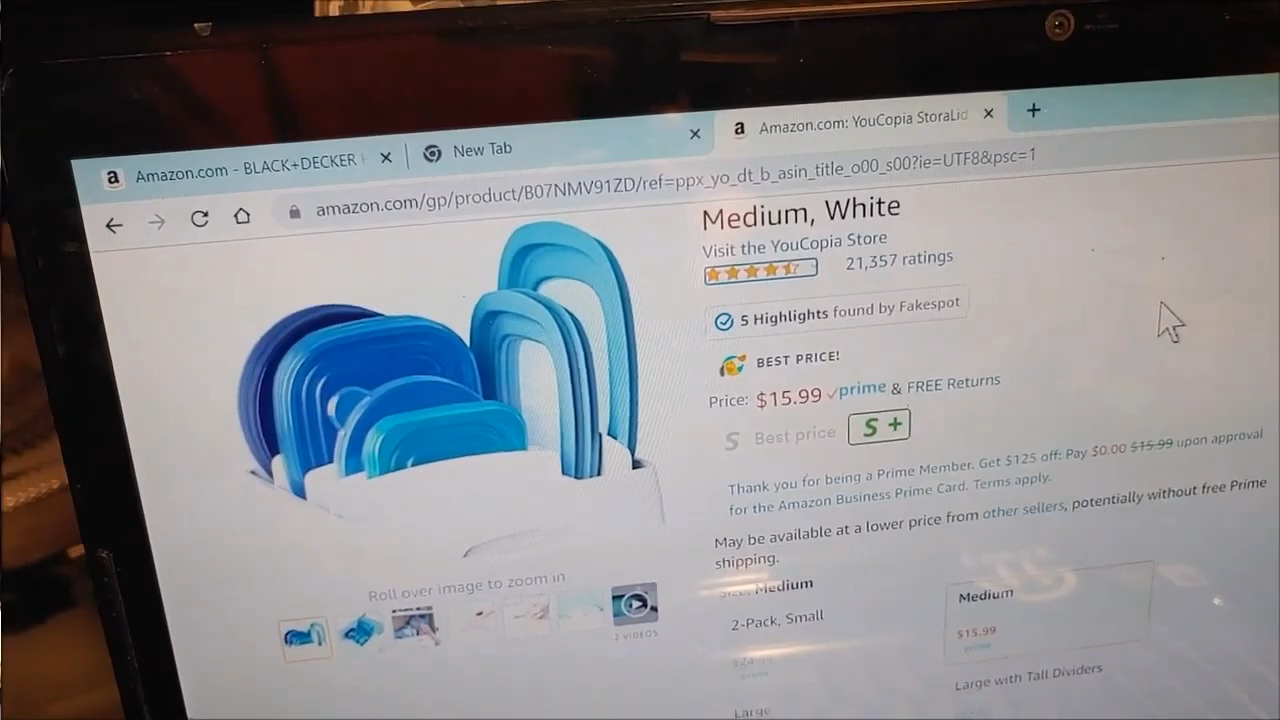 Amazon.com - BLACK+DECKER
New Tab
Amazon.com: YouCopia StoraLid
amazon.com/gp/product/B07NMV91ZD/ref=ppx_yo_dt_b_asin_title_o00_s00?ie=UTF8&psc=1
Medium, White
Visit the YouCopia Store
21,357 ratings
5 Highlights found by Fakespot
BEST PRICE!
Price: $15.99 prime & FREE Returns
S Best price S +
Thank you for being a Prime Member. Get $125 off: Pay $0.00 $15.99 upon approval
for the Amazon Business Prime Card. Terms apply.
May be available at a lower price from other sellers, potentially without free Prime
shipping.
Roll over image to zoom in
2 VIDEOS
Size: Medium
2-Pack, Small
prime
Large
Medium
$15.99
prime
Large with Tall Dividers